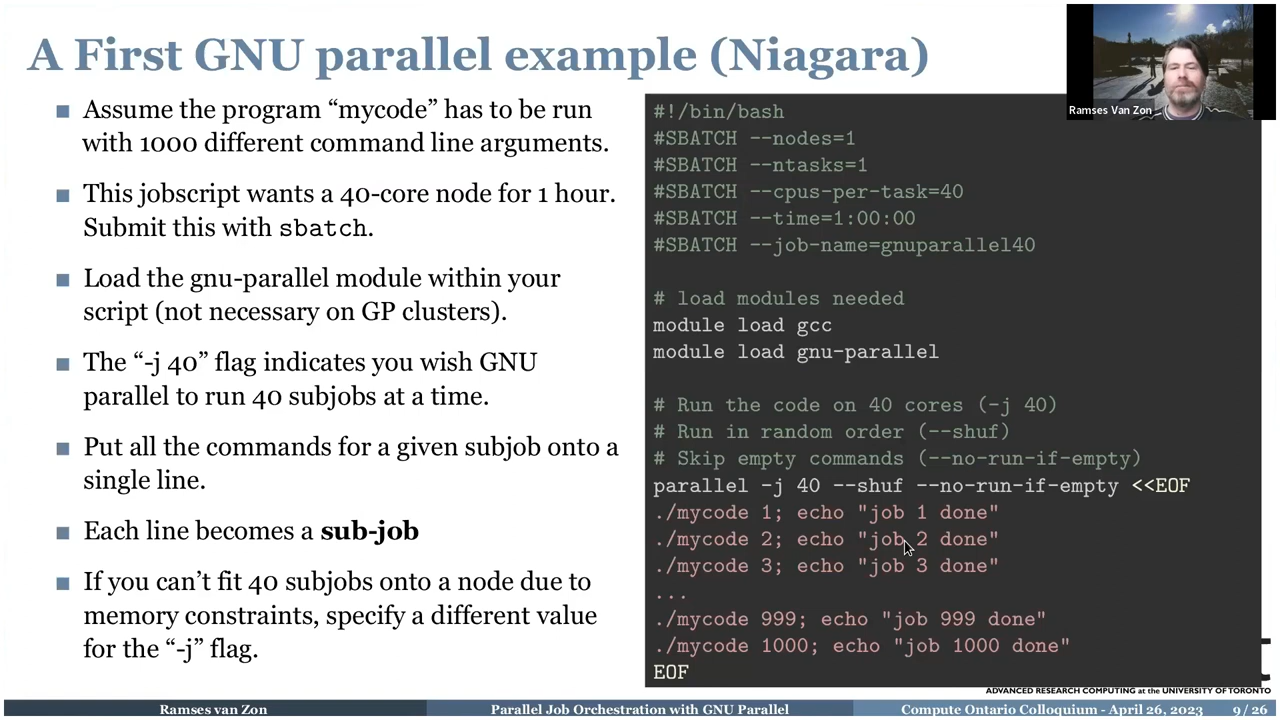 A First GNU parallel example (Niagara)
Ramses Van Zon
Assume the program “mycode” has to be run
with 1000 different command line arguments.
This jobscript wants a 40-core node for 1 hour.
Submit this with sbatch.
Load the gnu-parallel module within your
script (not necessary on GP clusters).
The “-j 40” flag indicates you wish GNU
parallel to run 40 subjobs at a time.
Put all the commands for a given subjob onto a
single line.
Each line becomes a sub-job
If you can’t fit 40 subjobs onto a node due to
memory constraints, specify a different value
for the “-j” flag.
#!/bin/bash
#SBATCH --nodes=1
#SBATCH --ntasks=1
#SBATCH --cpus-per-task=40
#SBATCH --time=1:00:00
#SBATCH --job-name=gnuparallel40
# load modules needed
module load gcc
module load gnu-parallel
# Run the code on 40 cores (-j 40)
# Run in random order (--shuf)
# Skip empty commands (--no-run-if-empty)
parallel -j 40 --shuf --no-run-if-empty <<EOF
./mycode 1; echo "job 1 done"
./mycode 2; echo "job 2 done"
./mycode 3; echo "job 3 done"
...
./mycode 999; echo "job 999 done"
./mycode 1000; echo "job 1000 done"
EOF
ADVANCED RESEARCH COMPUTING at the UNIVERSITY OF TORONTO
Ramses van Zon
Parallel Job Orchestration with GNU Parallel
Compute Ontario Colloquium - April 26, 2023
9 / 26